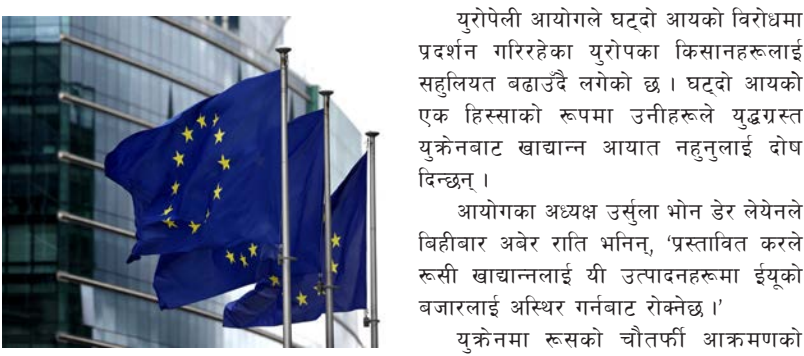 युरोपेली आयोगले घट्दो आयको विरोधमा
प्रदर्शन गरिरहेका युरोपका किसानहरूलाई
सहुलियत बढाउँदै लगेको छ । घट्दो आयको
एक हिस्साको रूपमा उनीहरूले युद्धग्रस्त
युक्रेनबाट खाद्यान्न आयात नहुनुलाई दोष
दिन्छन् ।
आयोगका अध्यक्ष उर्सुला भोन डेर लेयेनले
बिहीबार अबेर राति भनिन्, ‘प्रस्तावित करले
रूसी खाद्यान्नलाई यी उत्पादनहरूमा ईयूको
बजारलाई अस्थिर गर्नबाट रोक्नेछ ।’
युक्रेनमा रूसको चौतर्फी आक्रमणको